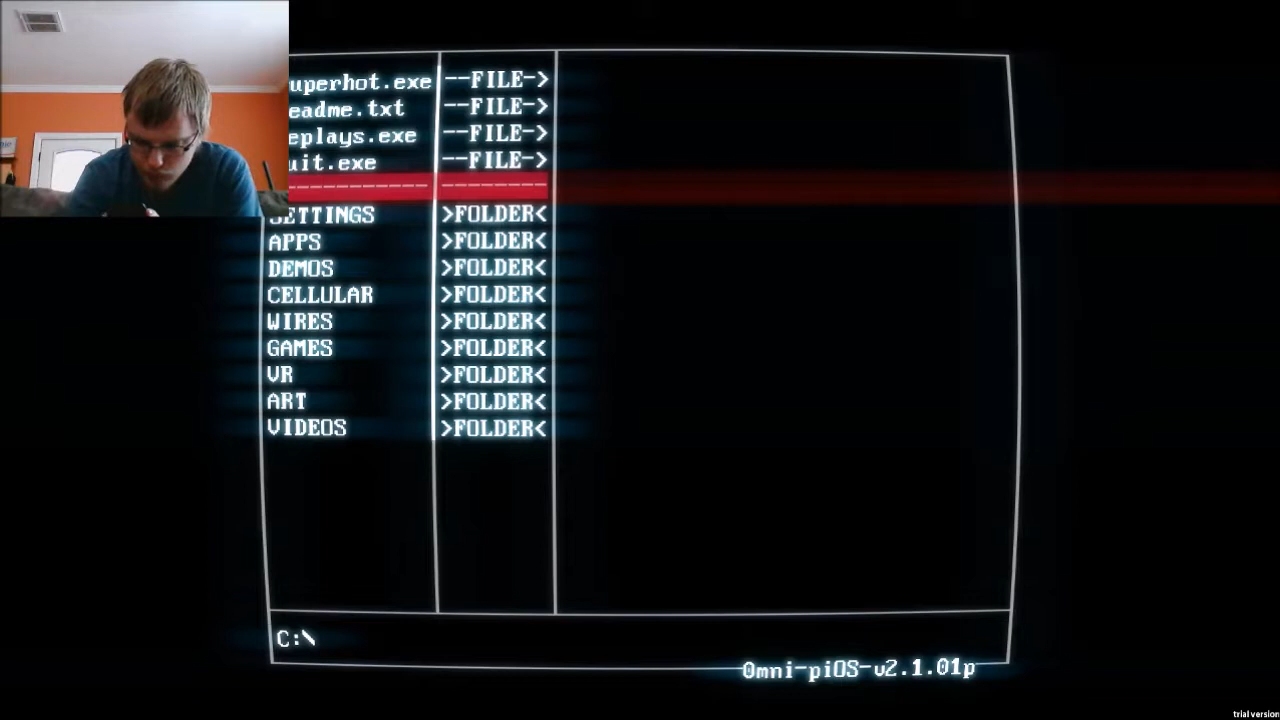 uperhot.exe --FILE->
eadme.txt --FILE->
eplays.exe --FILE->
uit.exe --FILE->
-------------- --------
SETTINGS >FOLDER<
APPS >FOLDER<
DEMOS >FOLDER<
CELLULAR >FOLDER<
WIRES >FOLDER<
GAMES >FOLDER<
VR >FOLDER<
ART >FOLDER<
VIDEOS >FOLDER<
C:\
Omni-piOS-v2.1.01p
trial version